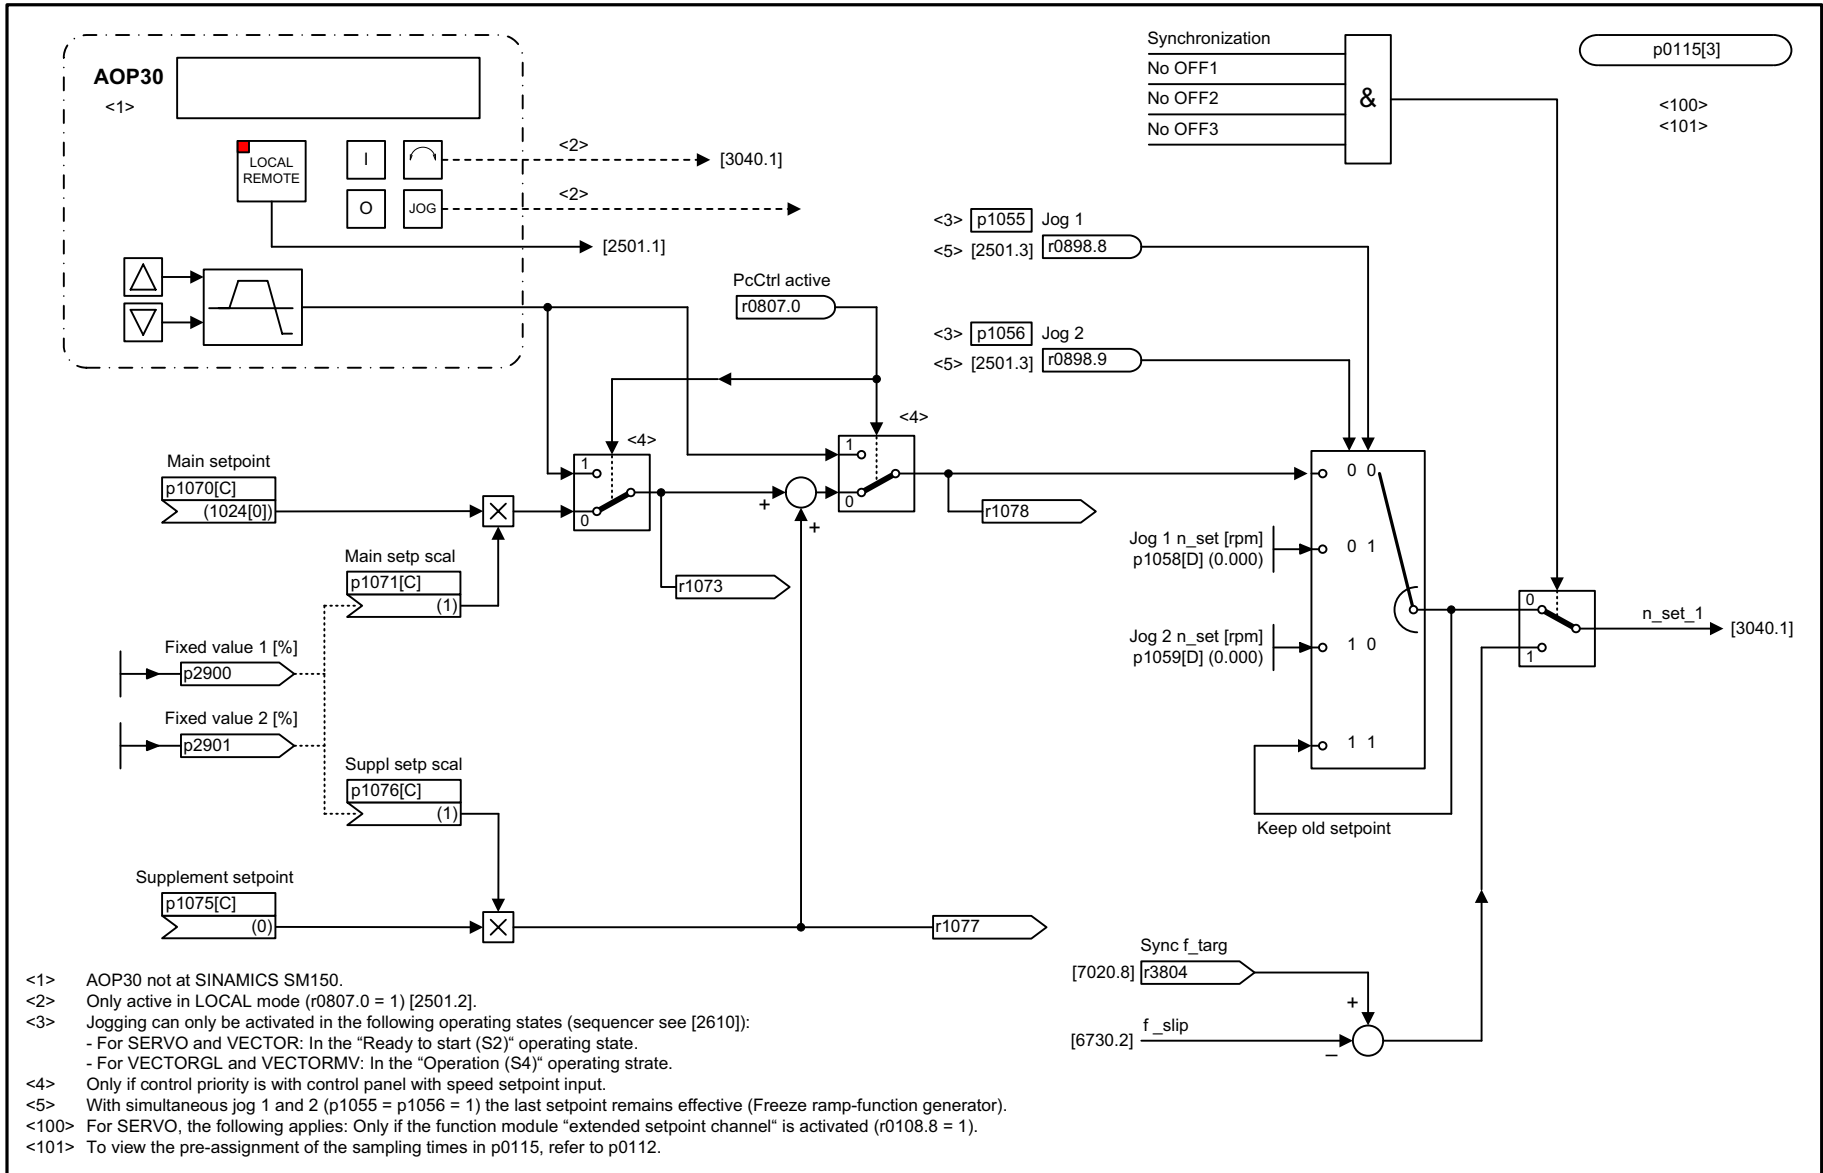 AOP30
<1>
LOCAL
REMOTE
I
O
JOG
<2>
[3040.1]
<2>
[2501.1]
Synchronization
No OFF1
No OFF2
No OFF3
&
p0115[3]
<100>
<101>
<3> p1055 Jog 1
<5> [2501.3] r0898.8
PcCtrl active
r0807.0
<3> p1056 Jog 2
<5> [2501.3] r0898.9
<4>
<4>
1
0
1
0
Main setpoint
p1070[C]
(1024[0])
+
+
r1078
r1073
Main setp scal
p1071[C]
(1)
Fixed value 1 [%]
p2900
Fixed value 2 [%]
p2901
Suppl setp scal
p1076[C]
(1)
0 0
Jog 1 n_set [rpm]
p1058[D] (0.000)
0 1
Jog 2 n_set [rpm]
p1059[D] (0.000)
1 0
1 1
Keep old setpoint
0
1
n_set_1
[3040.1]
Supplement setpoint
p1075[C]
(0)
r1077
Sync f_targ
[7020.8] r3804
+
[6730.2] f _slip
–
<1> AOP30 not at SINAMICS SM150.
<2> Only active in LOCAL mode (r0807.0 = 1) [2501.2].
<3> Jogging can only be activated in the following operating states (sequencer see [2610]):
- For SERVO and VECTOR: In the “Ready to start (S2)“ operating state.
- For VECTORGL and VECTORMV: In the “Operation (S4)“ operating strate.
<4> Only if control priority is with control panel with speed setpoint input.
<5> With simultaneous jog 1 and 2 (p1055 = p1056 = 1) the last setpoint remains effective (Freeze ramp-function generator).
<100> For SERVO, the following applies: Only if the function module “extended setpoint channel“ is activated (r0108.8 = 1).
<101> To view the pre-assignment of the sampling times in p0115, refer to p0112.